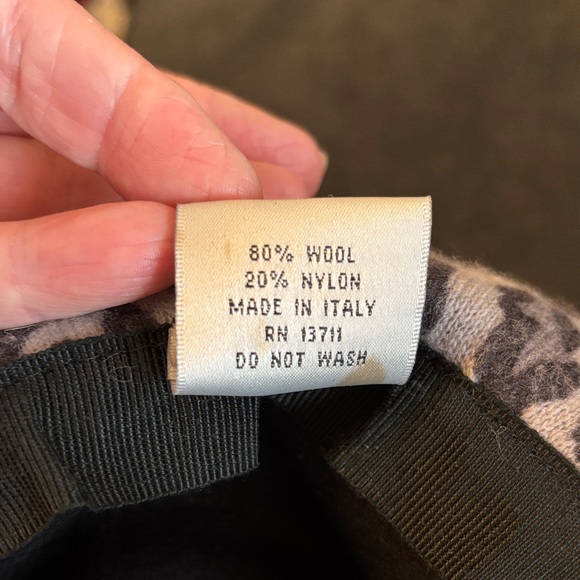 80% WOOL
20% NYLON
MADE IN ITALY
RN 13711
DO NOT WASH